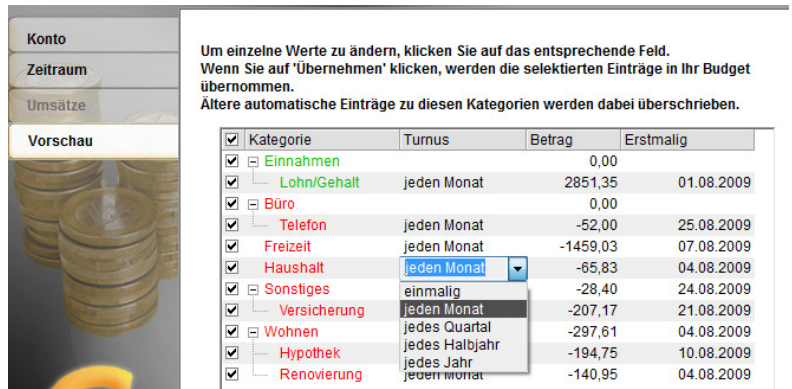 Konto
Zeitraum
Umsätze
Vorschau
Um einzelne Werte zu ändern, klicken Sie auf das entsprechende Feld.
Wenn Sie auf 'Übernehmen' klicken, werden die selektierten Einträge in Ihr Budget
übernommen.
Ältere automatische Einträge zu diesen Kategorien werden dabei überschrieben.
Kategorie Turnus Betrag Erstmalig
Einnahmen 0,00
Lohn/Gehalt jeden Monat 2851,35 01.08.2009
Büro 0,00
Telefon jeden Monat -52,00 25.08.2009
Freizeit jeden Monat -1459,03 07.08.2009
Haushalt jeden Monat -65,83 04.08.2009
Sonstiges einmalig -28,40 24.08.2009
Versicherung jeden Monat -207,17 21.08.2009
Wohnen jedes Quartal -297,61 04.08.2009
Hypothek jedes Halbjahr -194,75 10.08.2009
jedes Jahr
Renovierung jeden Monat -140,95 04.08.2009